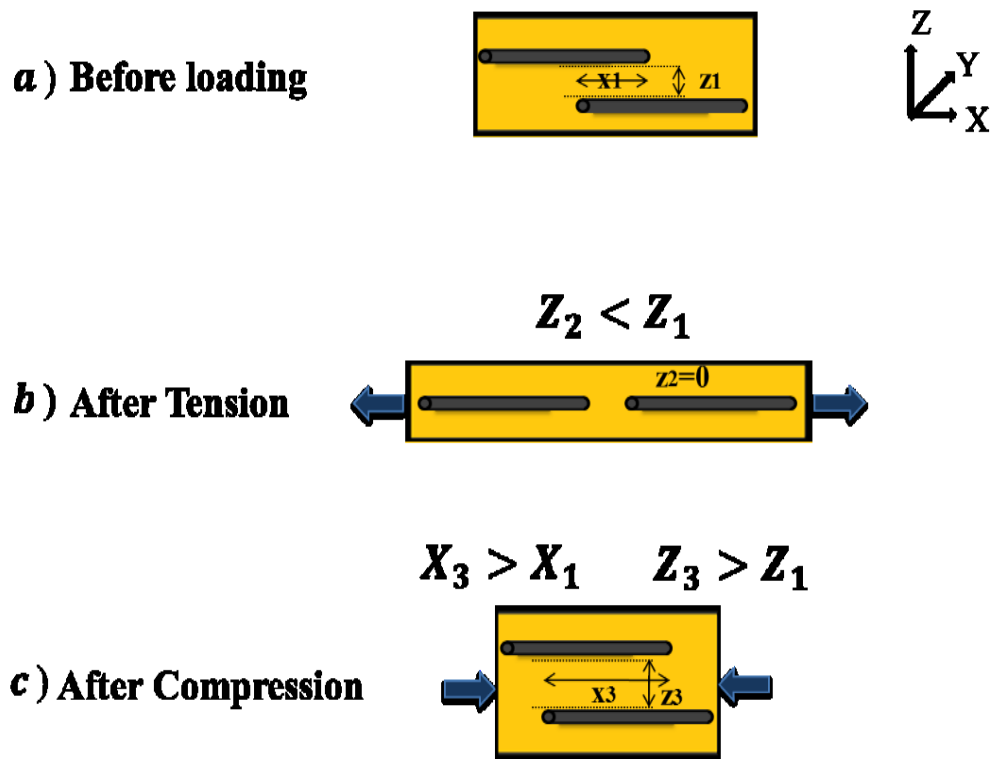 a) Before loading
X1
Z1
Z
Y
X
Z₂ < Z₁
b) After Tension
Z2=0
X₃ > X₁
Z₃ > Z₁
c) After Compression
X3
Z3